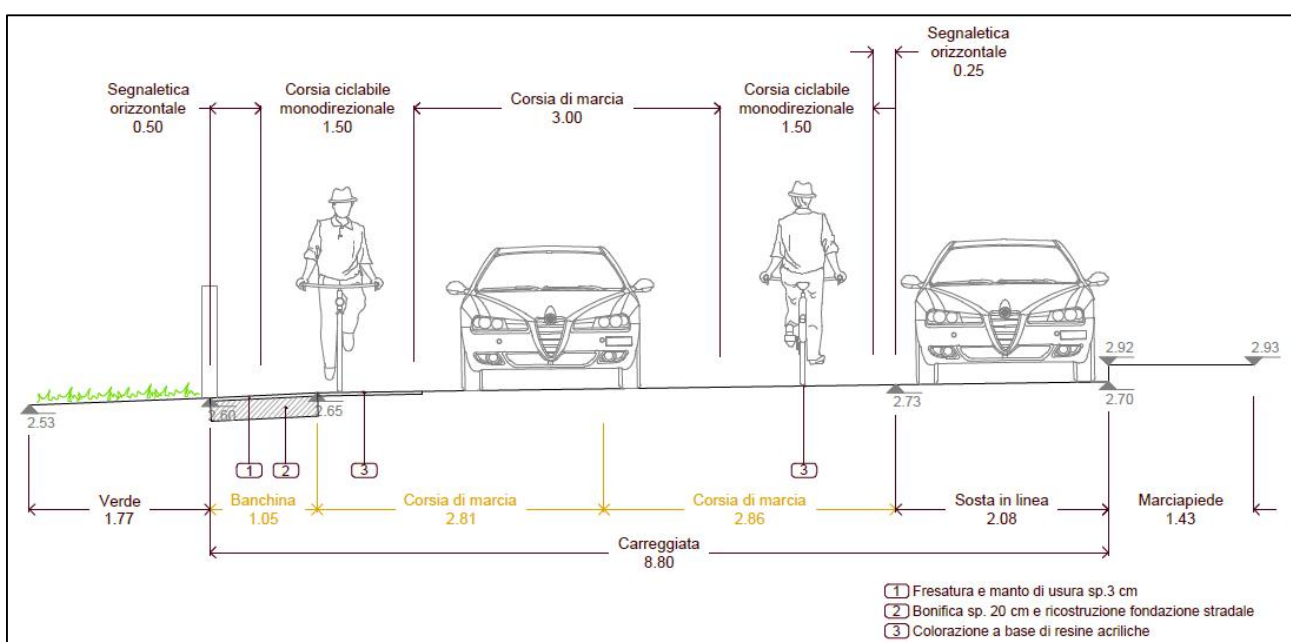 Segnaletica
orizzontale
0.25
Segnaletica
orizzontale
0.50
Corsia ciclabile
monodirezionale
1.50
Corsia di marcia
3.00
Corsia ciclabile
monodirezionale
1.50
2.92
2.93
2.53
2.60
2.65
2.73
2.70
1
2
3
3
Verde
1.77
Banchina
1.05
Corsia di marcia
2.81
Corsia di marcia
2.86
Sosta in linea
2.08
Marciapiede
1.43
Carreggiata
8.80
1 Fresatura e manto di usura sp.3 cm
2 Bonifica sp. 20 cm e ricostruzione fondazione stradale
3 Colorazione a base di resine acriliche